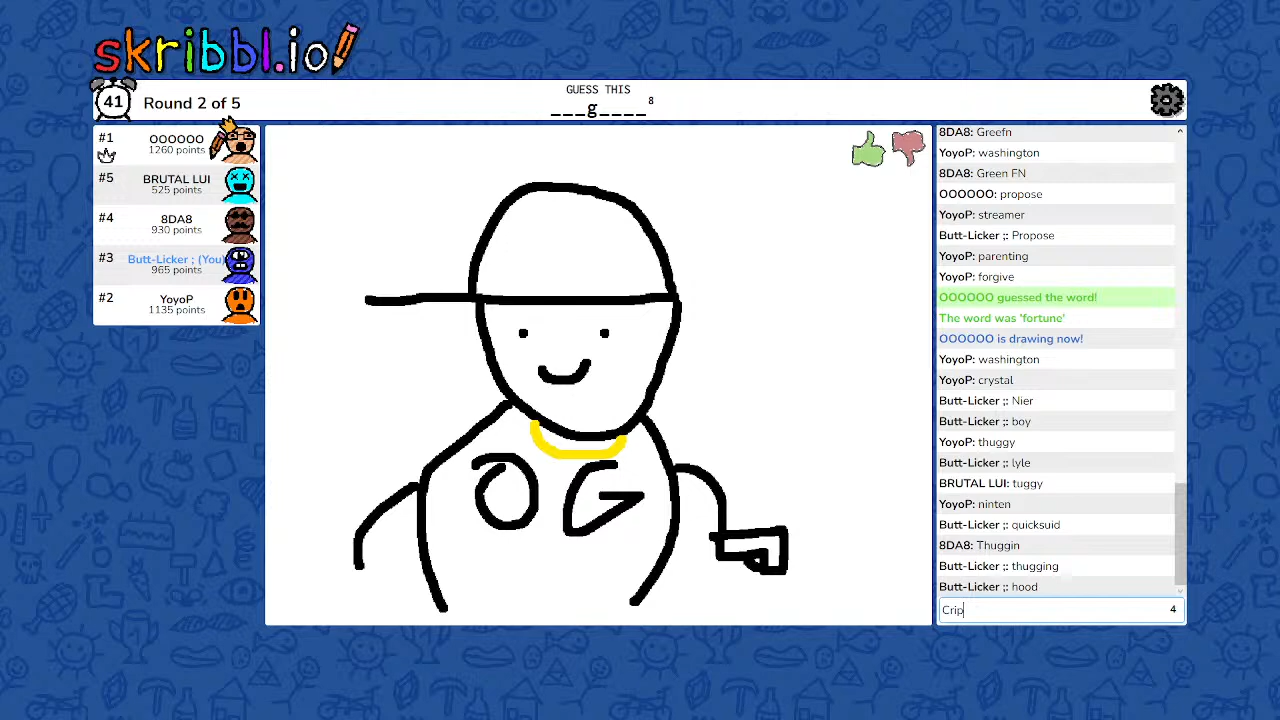 skribbl.io
41 Round 2 of 5
GUESS THIS
___g____ 8
#1 OOOOOO
1260 points
#5 BRUTAL LUI
525 points
#4 8DA8
930 points
#3 Butt-Licker ; (You)
965 points
#2 YoyoP
1135 points
OG
8DA8: Greefn
YoyoP: washington
8DA8: Green FN
OOOOOO: propose
YoyoP: streamer
Butt-Licker ;: Propose
YoyoP: parenting
YoyoP: forgive
OOOOOO guessed the word!
The word was 'fortune'
OOOOOO is drawing now!
YoyoP: washington
YoyoP: crystal
Butt-Licker ;: Nier
Butt-Licker ;: boy
YoyoP: thuggy
Butt-Licker ;: lyle
BRUTAL LUI: tuggy
YoyoP: ninten
Butt-Licker ;: quicksuid
8DA8: Thuggin
Butt-Licker ;: thugging
Butt-Licker ;: hood
Crip 4